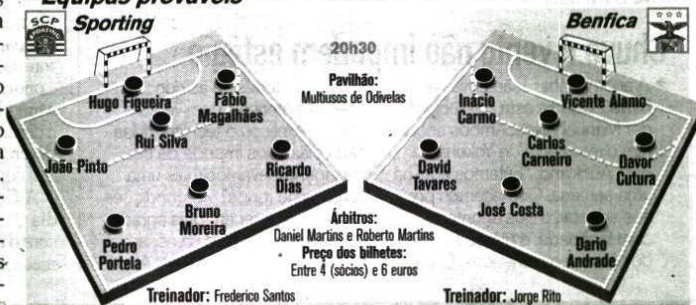 Equipas prováveis
SCP
SPORTING
Sporting
Hugo Figueira
Fábio
Magalhães
Rui Silva
João Pinto
Ricardo
Dias
Bruno
Moreira
Pedro
Portela
Treinador: Frederico Santos
20h30
Pavilhão:
Multiusos de Odivelas
Árbitros:
Daniel Martins e Roberto Martins
Preço dos bilhetes:
Entre 4 (sócios) e 6 euros
Benfica
Inácio
Carmo
Vicente Álamo
Carlos
Carneiro
David
Tavares
Davor
Cutura
José Costa
Dario
Andrade
Treinador: Jorge Rito